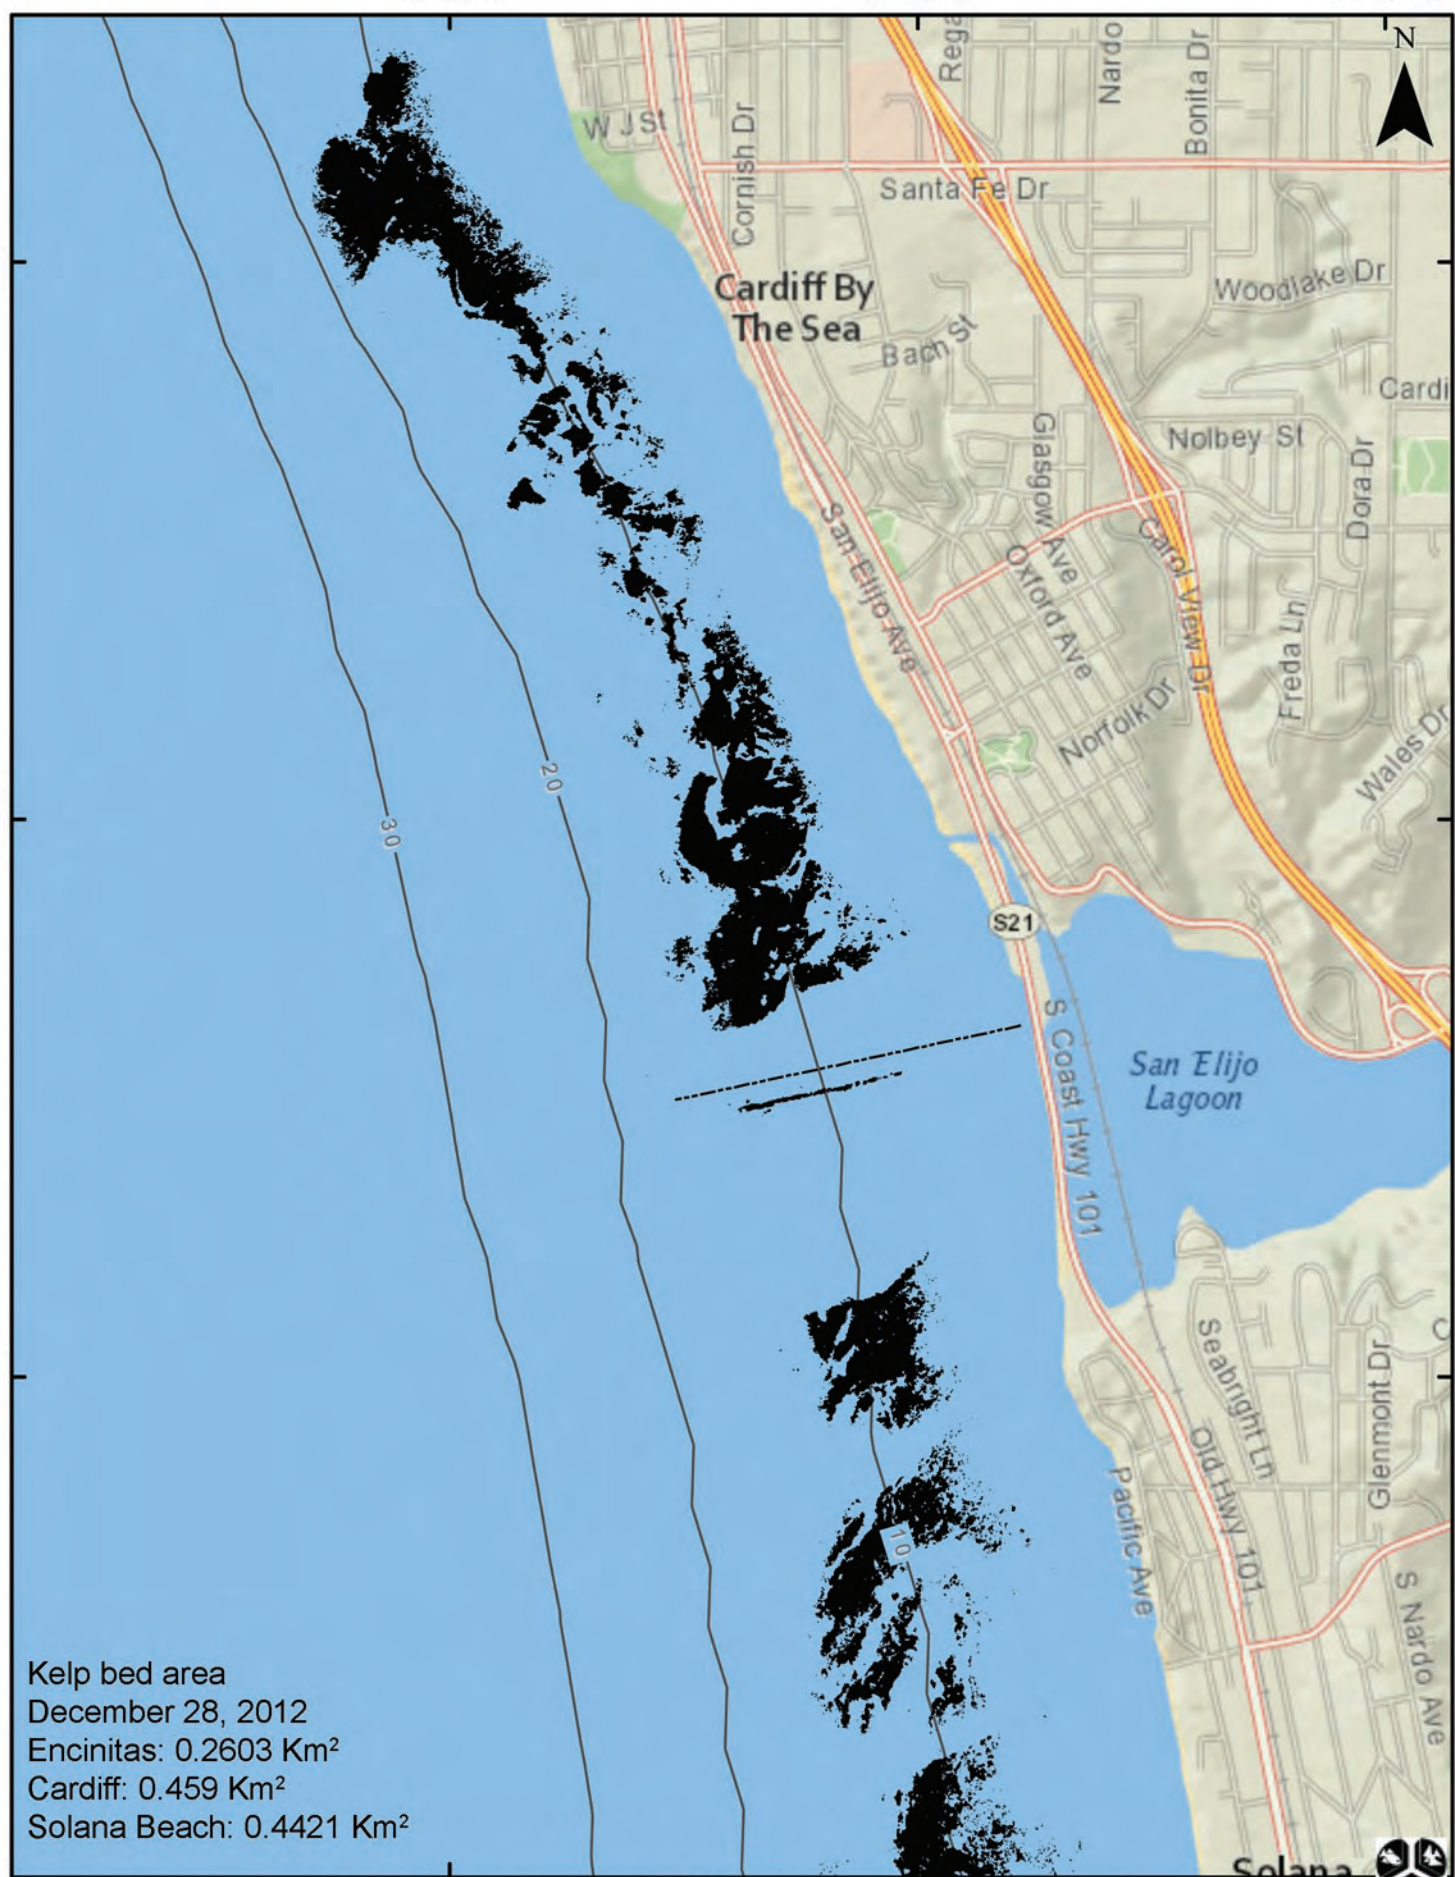 N
Rega
Nardo
Bonita Dr
W J St
Cornish Dr
Santa Fe Dr
Cardiff By
The Sea
Woodlake Dr
Bach St
Cardi
Glasgow Ave
Nolbey St
Dora Dr
San Elijo Ave
Oxford Ave
Carol View Dr
Freda Ln
Norfolk Dr
Wales Dr
20
30
S21
S Coast Hwy 101
San Elijo
Lagoon
Seabright Ln
Glenmont Dr
C
Old Hwy 101
Pacific Ave
10
S Nardo Ave
Kelp bed area
December 28, 2012
Encinitas: 0.2603 Km²
Cardiff: 0.459 Km²
Solana Beach: 0.4421 Km²
Solana